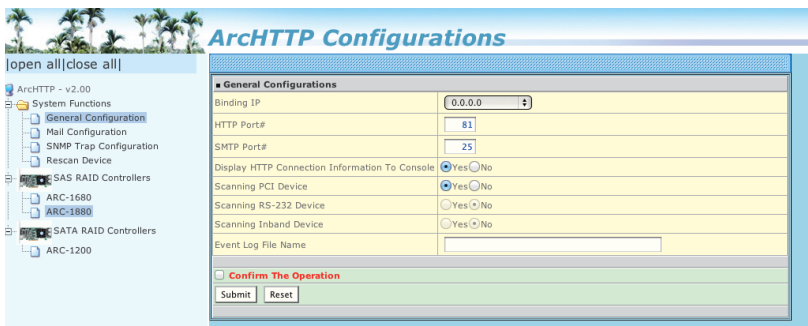 ArcHTTP Configurations
|open all|close all|
ArcHTTP - v2.00
System Functions
General Configuration
Mail Configuration
SNMP Trap Configuration
Rescan Device
SAS RAID Controllers
ARC-1680
ARC-1880
SATA RAID Controllers
ARC-1200
General Configurations
Binding IP 0.0.0.0
HTTP Port# 81
SMTP Port# 25
Display HTTP Connection Information To Console Yes No
Scanning PCI Device Yes No
Scanning RS-232 Device Yes No
Scanning Inband Device Yes No
Event Log File Name
Confirm The Operation
Submit Reset